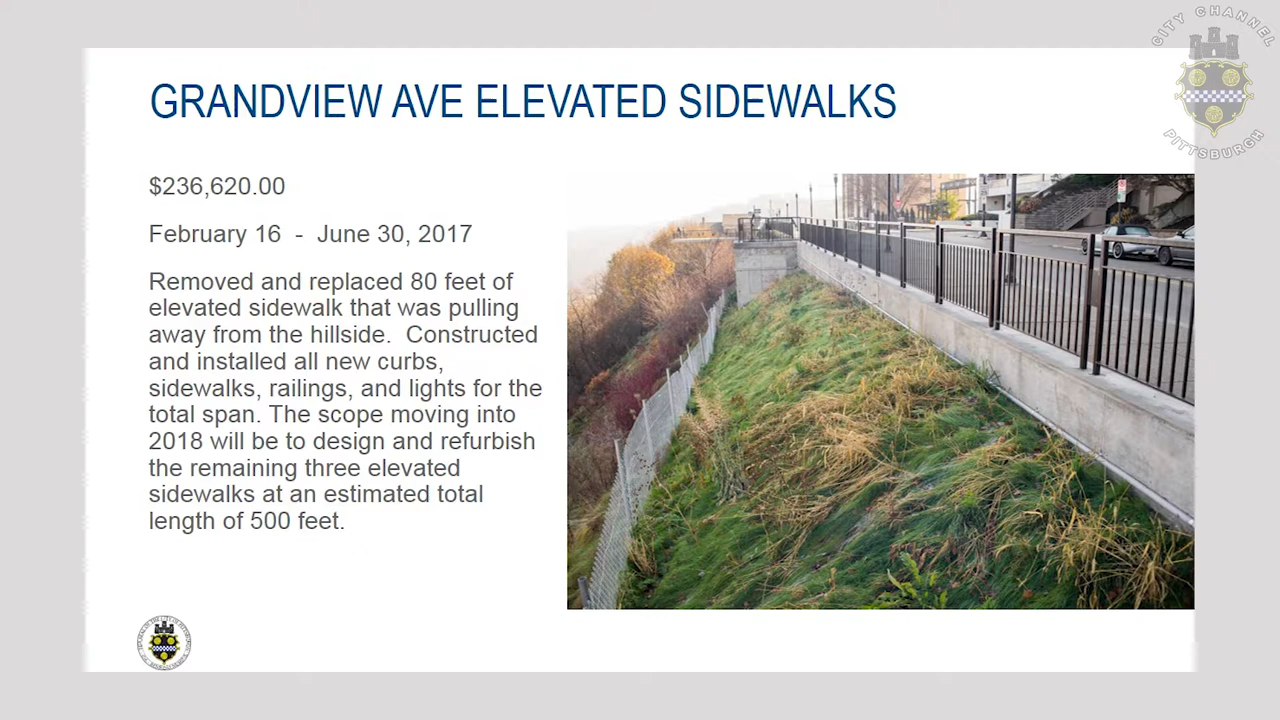 CITY CHANNEL
PITTSBURGH
GRANDVIEW AVE ELEVATED SIDEWALKS
$236,620.00
February 16 - June 30, 2017
Removed and replaced 80 feet of
elevated sidewalk that was pulling
away from the hillside. Constructed
and installed all new curbs,
sidewalks, railings, and lights for the
total span. The scope moving into
2018 will be to design and refurbish
the remaining three elevated
sidewalks at an estimated total
length of 500 feet.